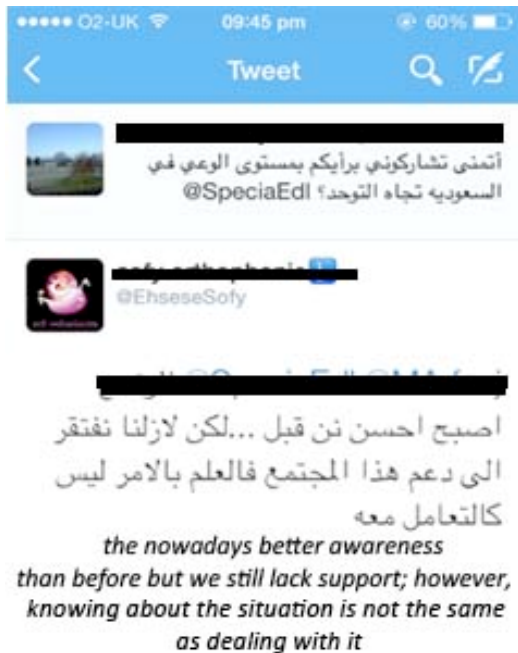 O2-UK 09:45 pm 60%
Tweet
أتمنى تشاركوني برأيكم بمستوى الوعي في
السعوديه تجاه التوحد؟ @SpeciaEdl
@EhseseSofy
اصبح احسن نن قبل ...لكن لازلنا نفتقر
الى دعم هذا المجتمع فالعلم بالامر ليس
كالتعامل معه
the nowadays better awareness
than before but we still lack support; however,
knowing about the situation is not the same
as dealing with it